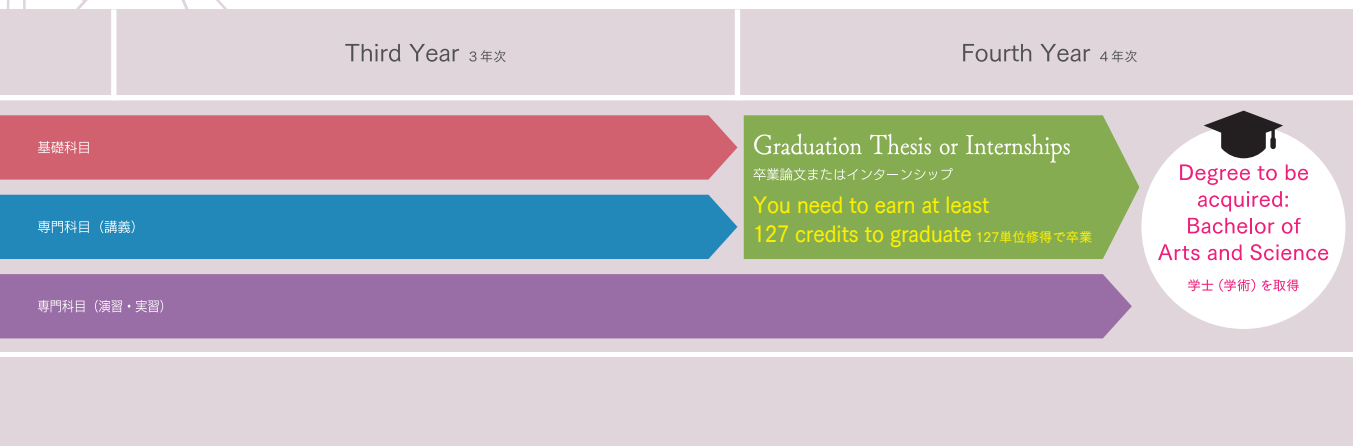 Third Year 3年次
Fourth Year 4年次
基礎科目
専門科目（講義）
専門科目（演習・実習）
Graduation Thesis or Internships
卒業論文またはインターンシップ
You need to earn at least
127 credits to graduate 127単位修得で卒業
Degree to be
acquired:
Bachelor of
Arts and Science
学士（学術）を取得